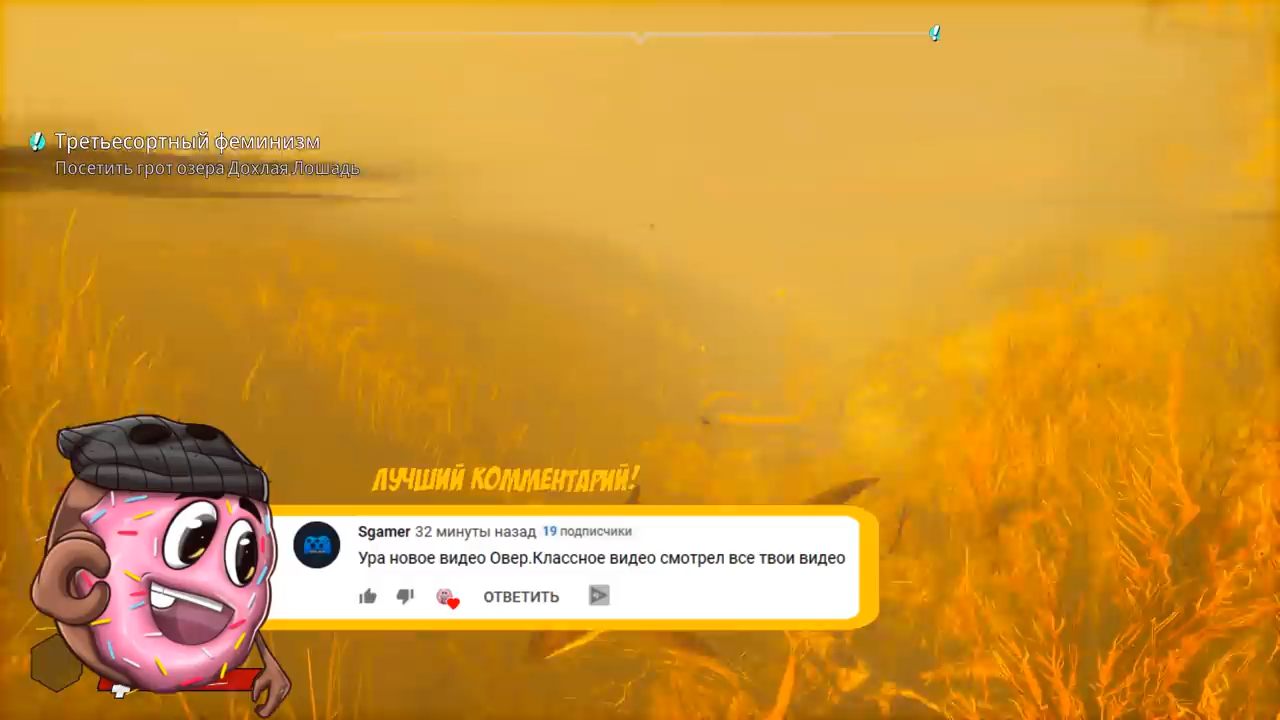 Третьесортный феминизм
Посетить грот озера Дохлая Лошадь
ЛУЧШИЙ КОММЕНТАРИЙ!
Sgamer 32 минуты назад 19 подписчики
Ура новое видео Овер.Классное видео смотрел все твои видео
ОТВЕТИТЬ